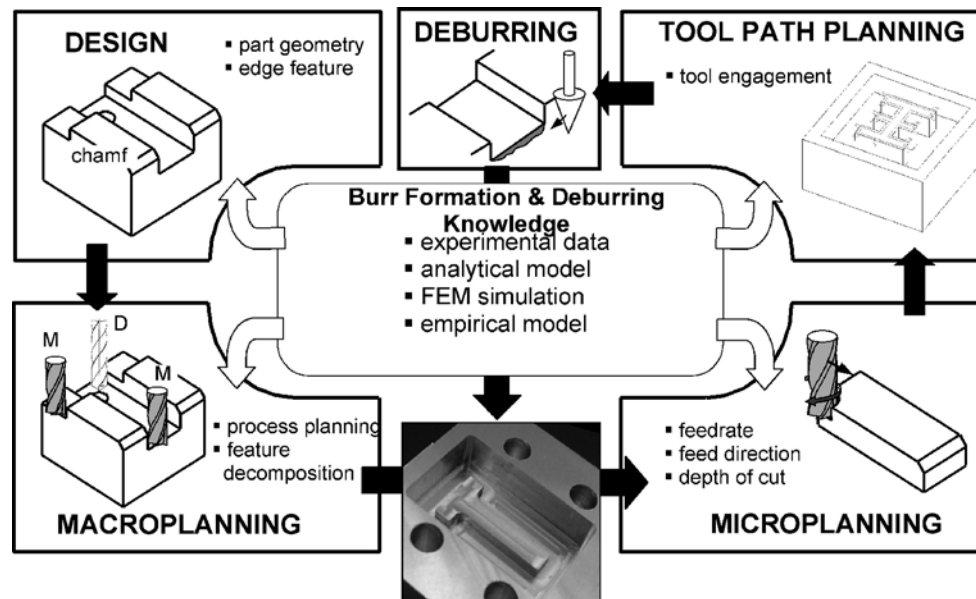 DESIGN
▪ part geometry
▪ edge feature
chamf
DEBURRING
TOOL PATH PLANNING
▪ tool engagement
Burr Formation & Deburring
Knowledge
▪ experimental data
▪ analytical model
▪ FEM simulation
▪ empirical model
M
D
M
▪ process planning
▪ feature
decomposition
MACROPLANNING
▪ feedrate
▪ feed direction
▪ depth of cut
MICROPLANNING